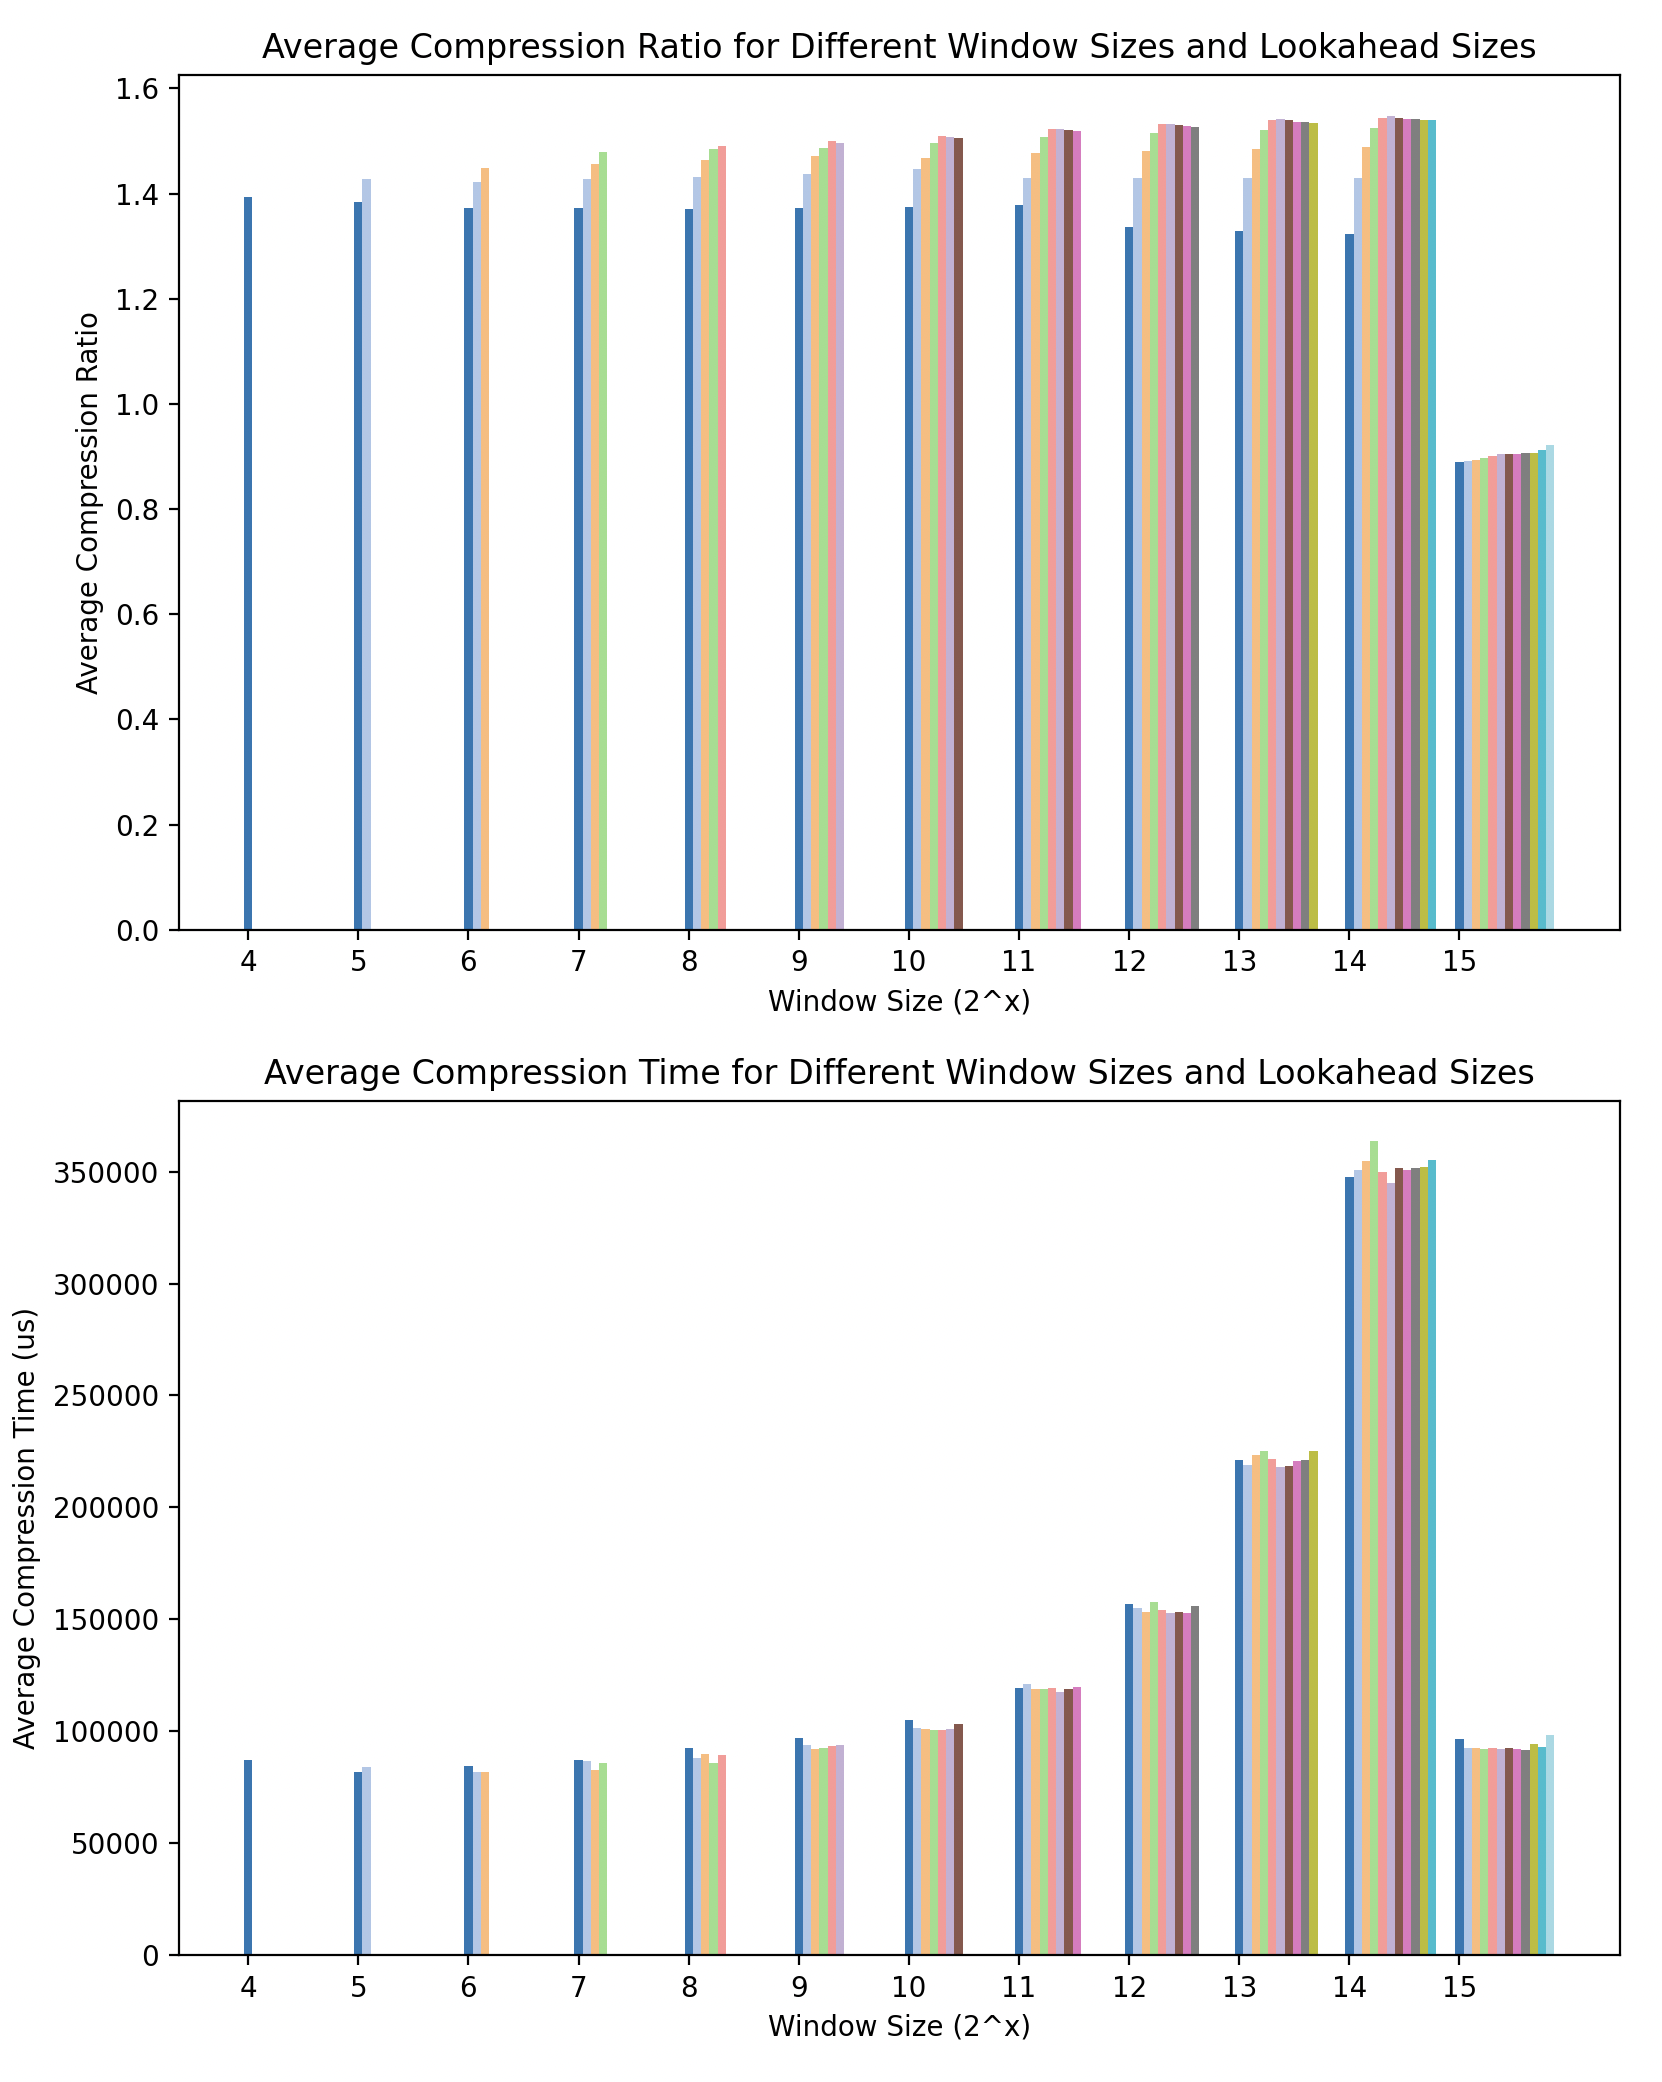 Average Compression Ratio for Different Window Sizes and Lookahead Sizes
1.6
1.4
1.2
1.0
0.8
0.6
0.4
0.2
0.0
Average Compression Ratio
4 5 6 7 8 9 10 11 12 13 14 15
Window Size (2^x)
Average Compression Time for Different Window Sizes and Lookahead Sizes
350000
300000
250000
200000
150000
100000
50000
0
Average Compression Time (us)
4 5 6 7 8 9 10 11 12 13 14 15
Window Size (2^x)